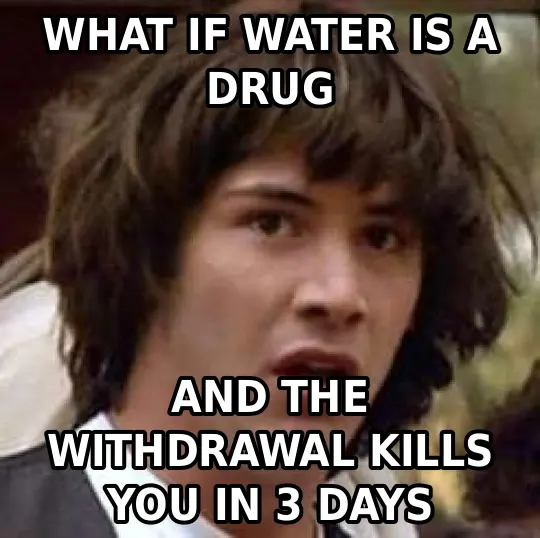 WHAT IF WATER IS A
DRUG
AND THE
WITHDRAWAL KILLS
YOU IN 3 DAYS